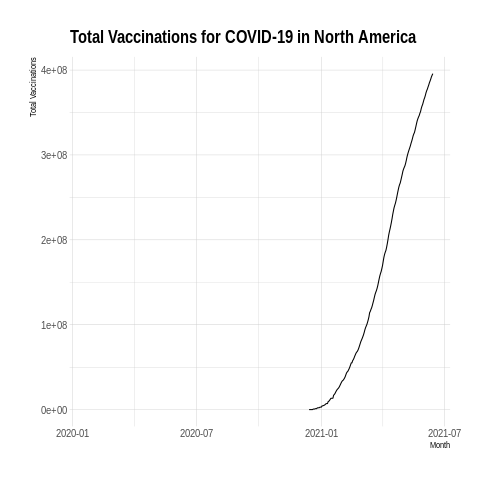 Total Vaccinations for COVID-19 in North America
Total Vaccinations
4e+08
3e+08
2e+08
1e+08
0e+00
2020-01
2020-07
2021-01
2021-07
Month